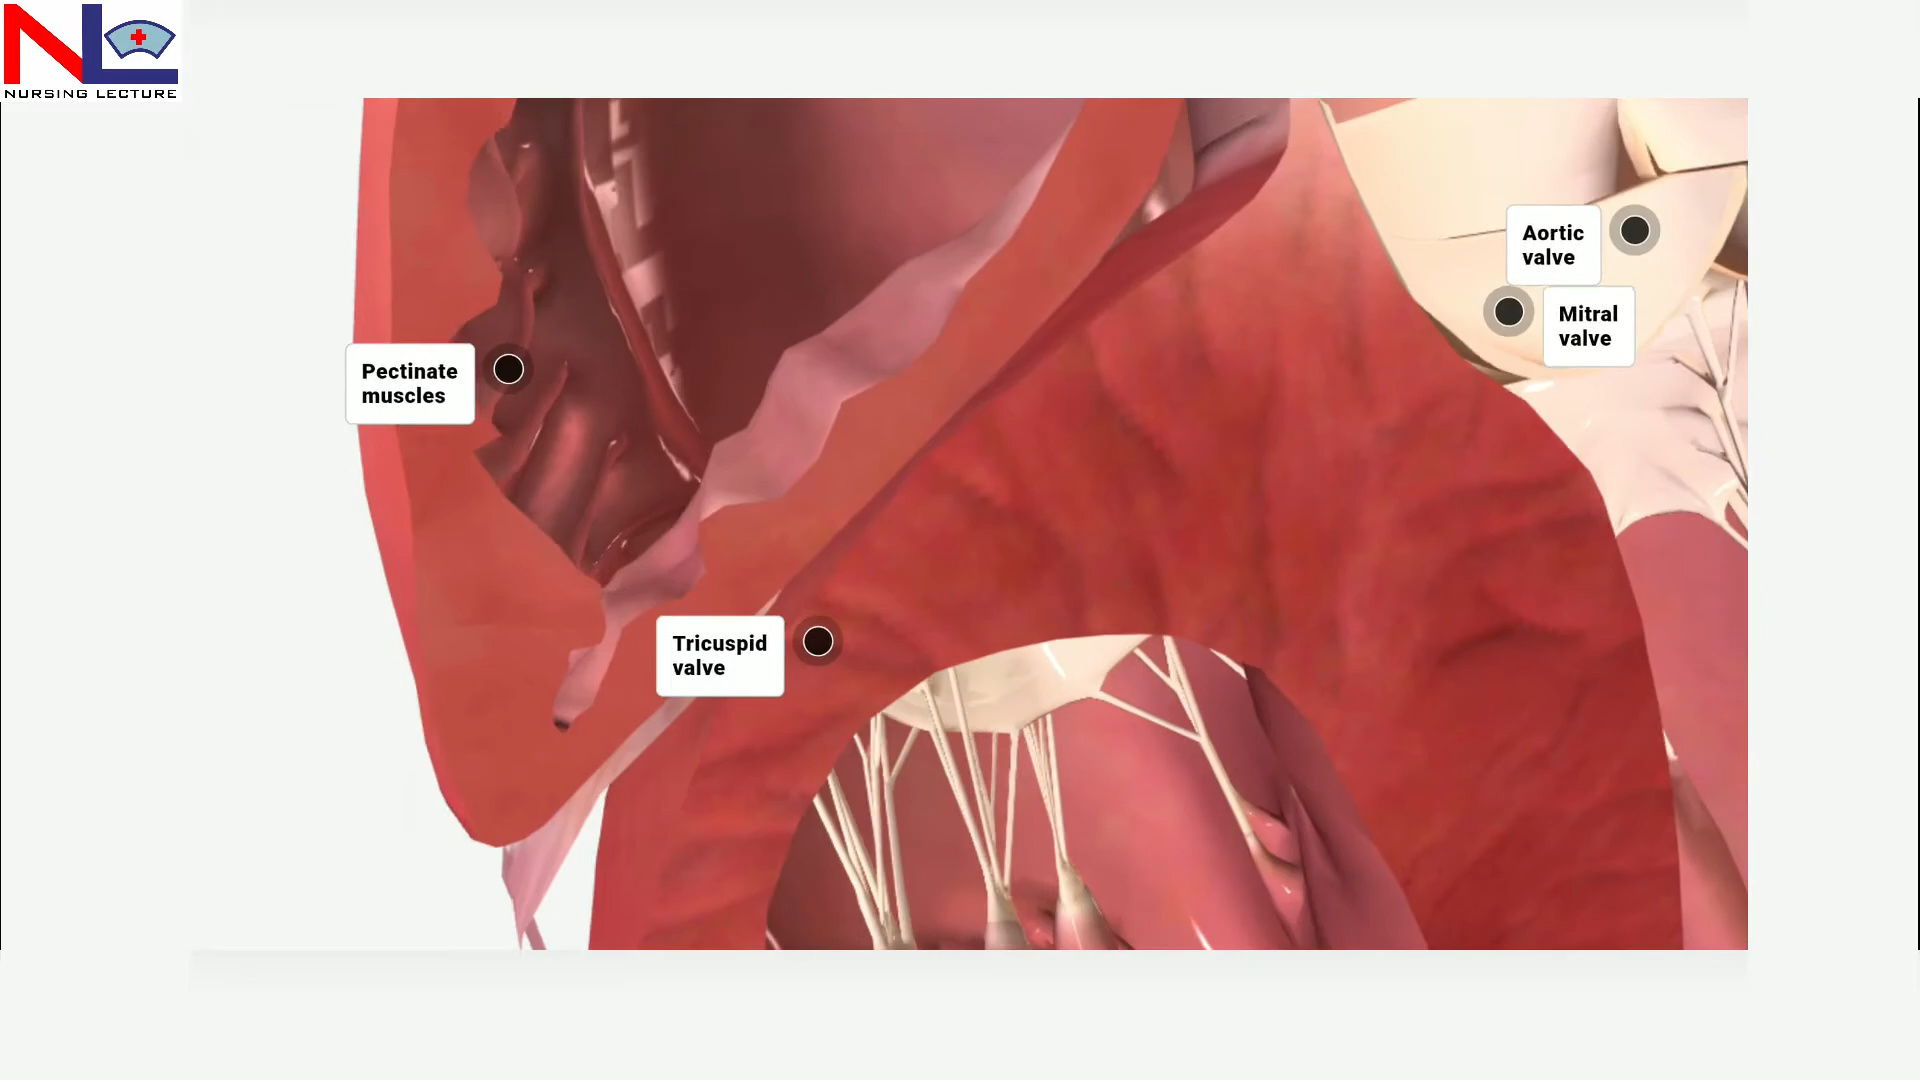 NURSING LECTURE
Aortic
valve
Mitral
valve
Pectinate
muscles
Tricuspid
valve